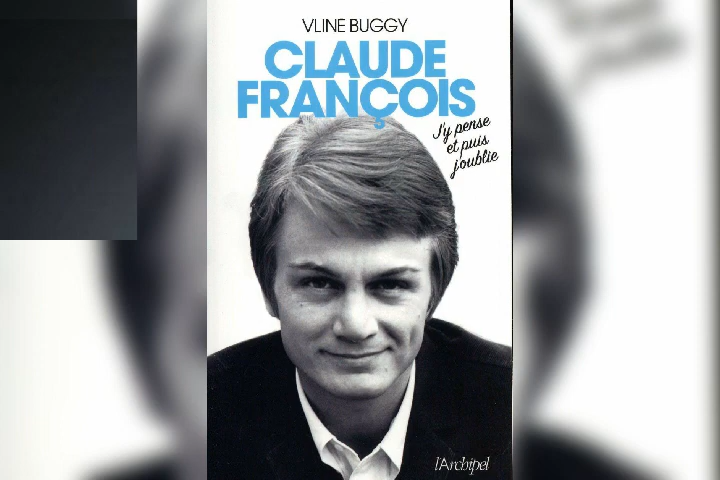 VLINE BUGGY
CLAUDE
FRANÇOIS
J'y pense
et puis
j'oublie
l'Archipel